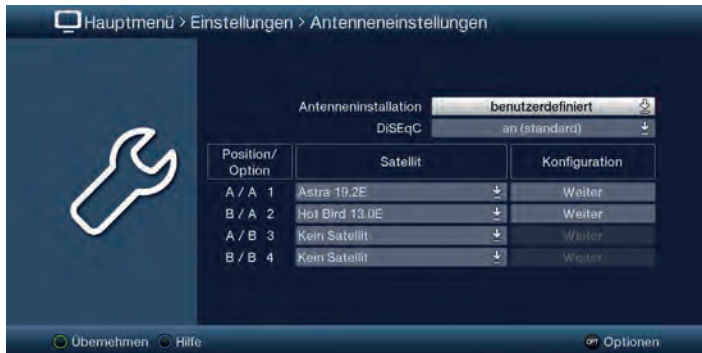 Hauptmenü > Einstellungen > Antenneneinstellungen
Antenneninstallation benutzerdefiniert
DiSEqC an (standard)
Position/
Option Satellit Konfiguration
A / A 1 Astra 19.2E Weiter
B / A 2 Hot Bird 13.0E Weiter
A / B 3 Kein Satellit Weiter
B / B 4 Kein Satellit Weiter
Übernehmen Hilfe OPT Optionen